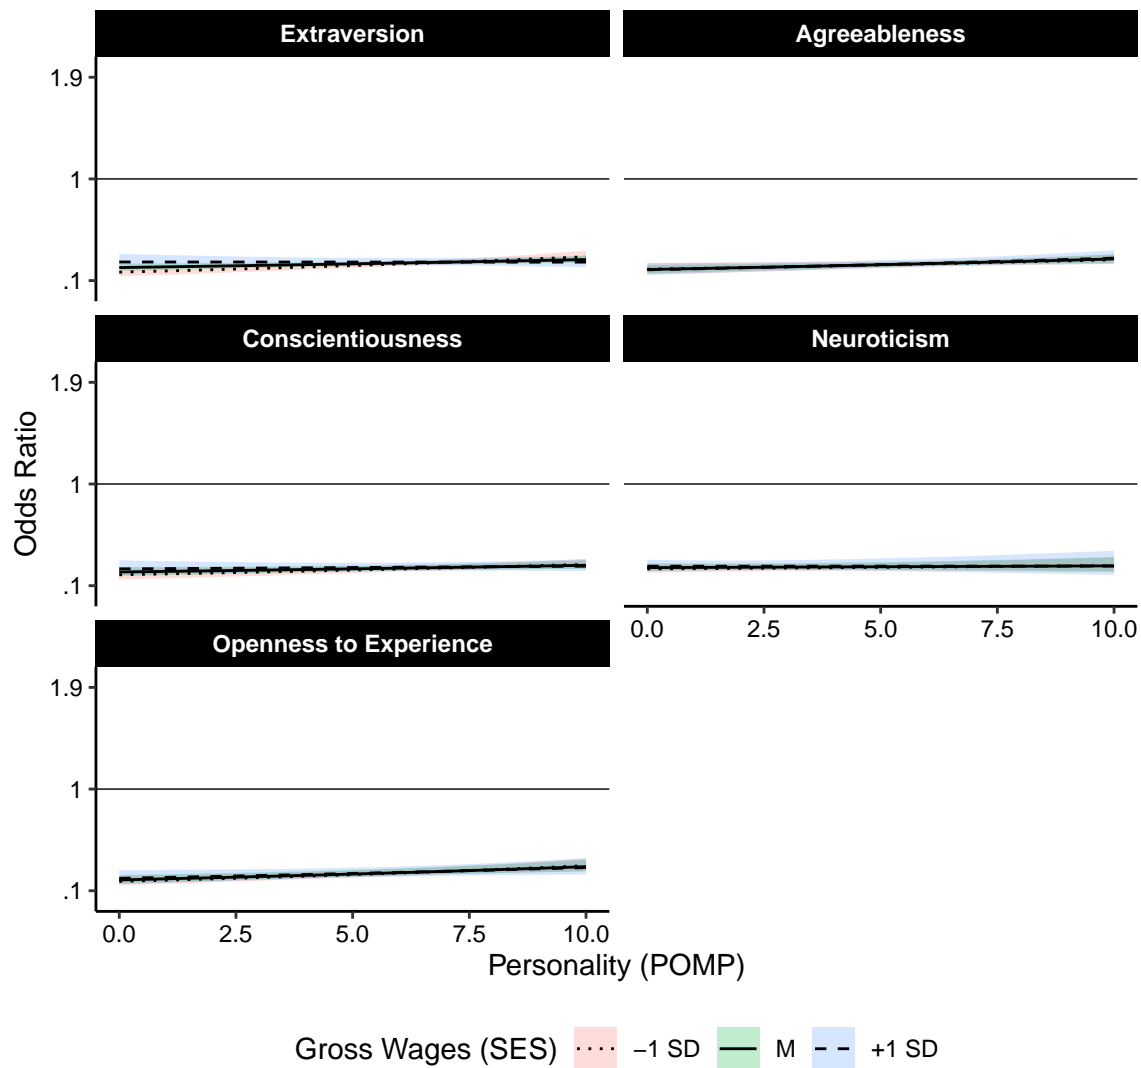 Extraversion
Agreeableness
1.9
1
.1
Conscientiousness
Neuroticism
1.9
1
.1
0.0 2.5 5.0 7.5 10.0
Openness to Experience
1.9
1
.1
0.0 2.5 5.0 7.5 10.0
Odds Ratio
Personality (POMP)
Gross Wages (SES) −1 SD M +1 SD